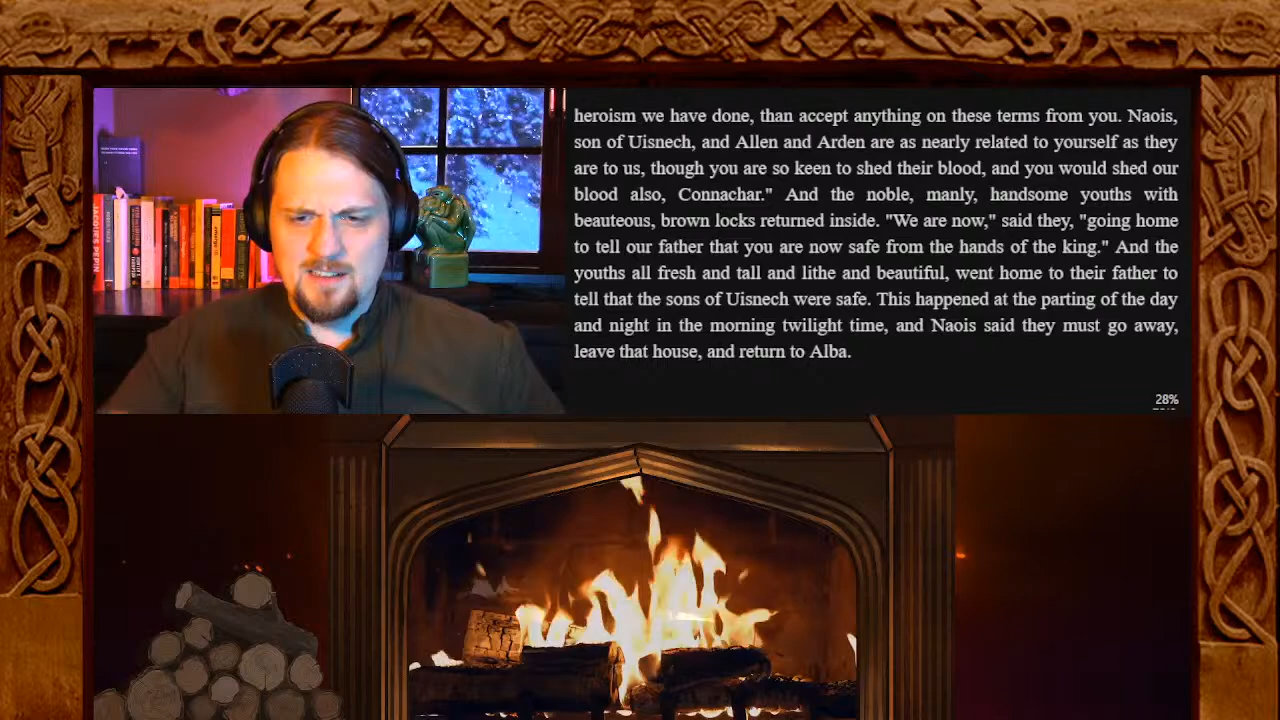 heroism we have done, than accept anything on these terms from you. Naois,
son of Uisnech, and Allen and Arden are as nearly related to yourself as they
are to us, though you are so keen to shed their blood, and you would shed our
blood also, Connachar." And the noble, manly, handsome youths with
beauteous, brown locks returned inside. "We are now," said they, "going home
to tell our father that you are now safe from the hands of the king." And the
youths all fresh and tall and lithe and beautiful, went home to their father to
tell that the sons of Uisnech were safe. This happened at the parting of the day
and night in the morning twilight time, and Naois said they must go away,
leave that house, and return to Alba.
28%
JACQUES PEPIN